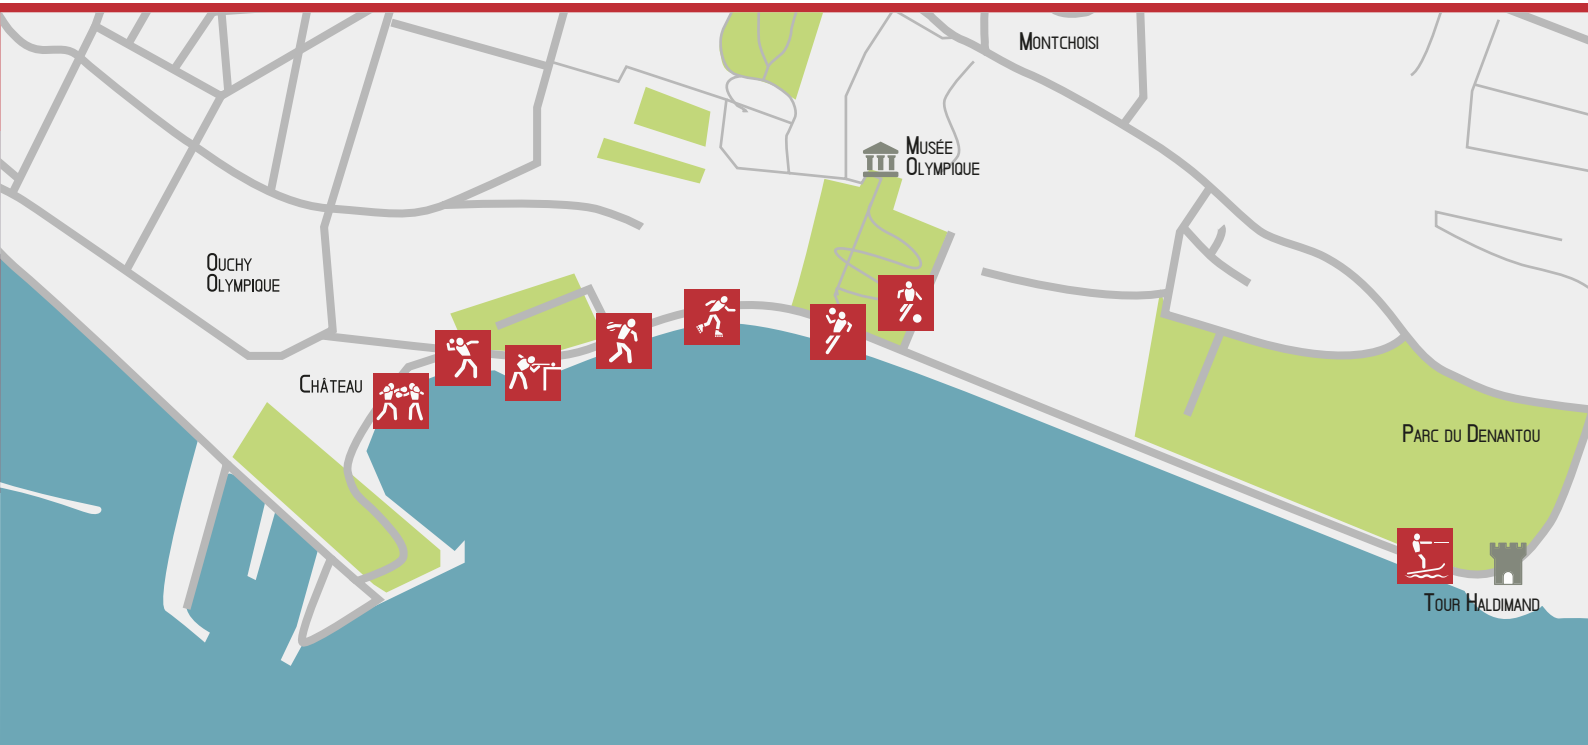 Montchoisi
Musée
Olympique
Ouchy
Olympique
Château
Parc du Denantou
Tour Haldimand